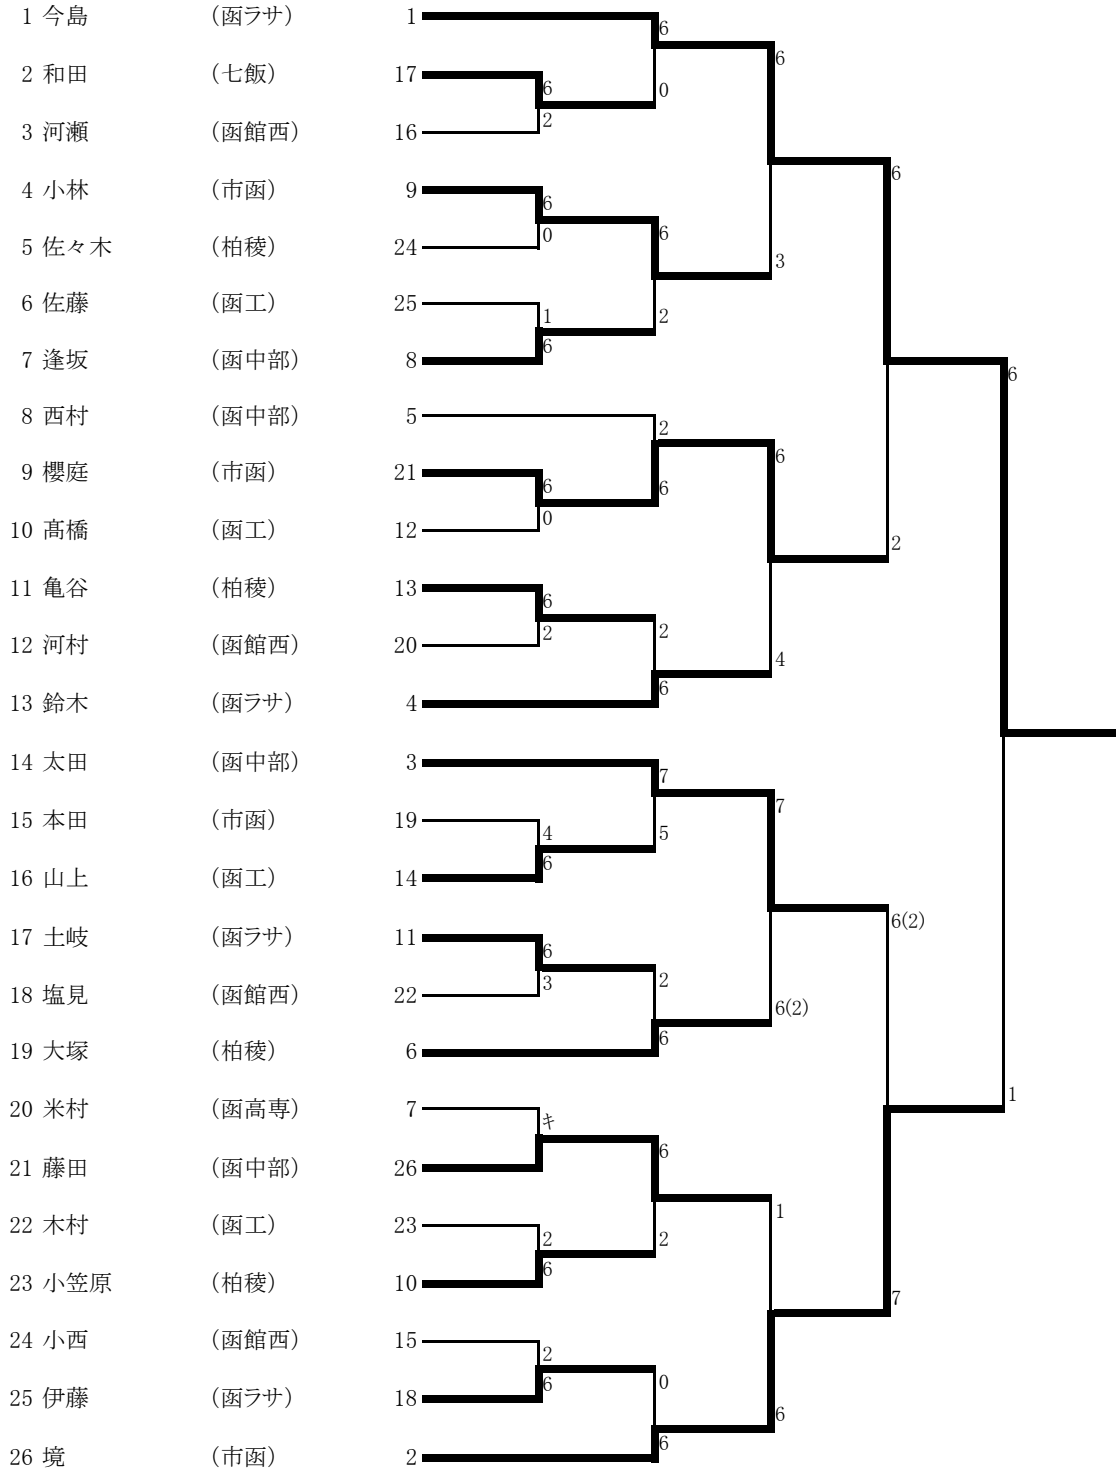 1 今島 (函ラサ) 1
6
6
2 和田 (七飯) 17
6
0
2
3 河瀬 (函館西) 16
6
4 小林 (市函) 9
6
6
0
5 佐々木 (柏稜) 24
3
6 佐藤 (函工) 25
1
2
6
7 逢坂 (函中部) 8
6
8 西村 (函中部) 5
2
6
9 櫻庭 (市函) 21
6
6
0
10 髙橋 (函工) 12
2
11 亀谷 (柏稜) 13
6
2
2
12 河村 (函館西) 20
4
6
13 鈴木 (函ラサ) 4
14 太田 (函中部) 3
7
7
15 本田 (市函) 19
4
5
6
16 山上 (函工) 14
6(2)
17 土岐 (函ラサ) 11
6
2
3
18 塩見 (函館西) 22
6(2)
6
19 大塚 (柏稜) 6
1
20 米村 (函高専) 7
キ
6
21 藤田 (函中部) 26
1
22 木村 (函工) 23
2
2
6
23 小笠原 (柏稜) 10
7
24 小西 (函館西) 15
2
0
6
25 伊藤 (函ラサ) 18
6
6
26 境 (市函) 2